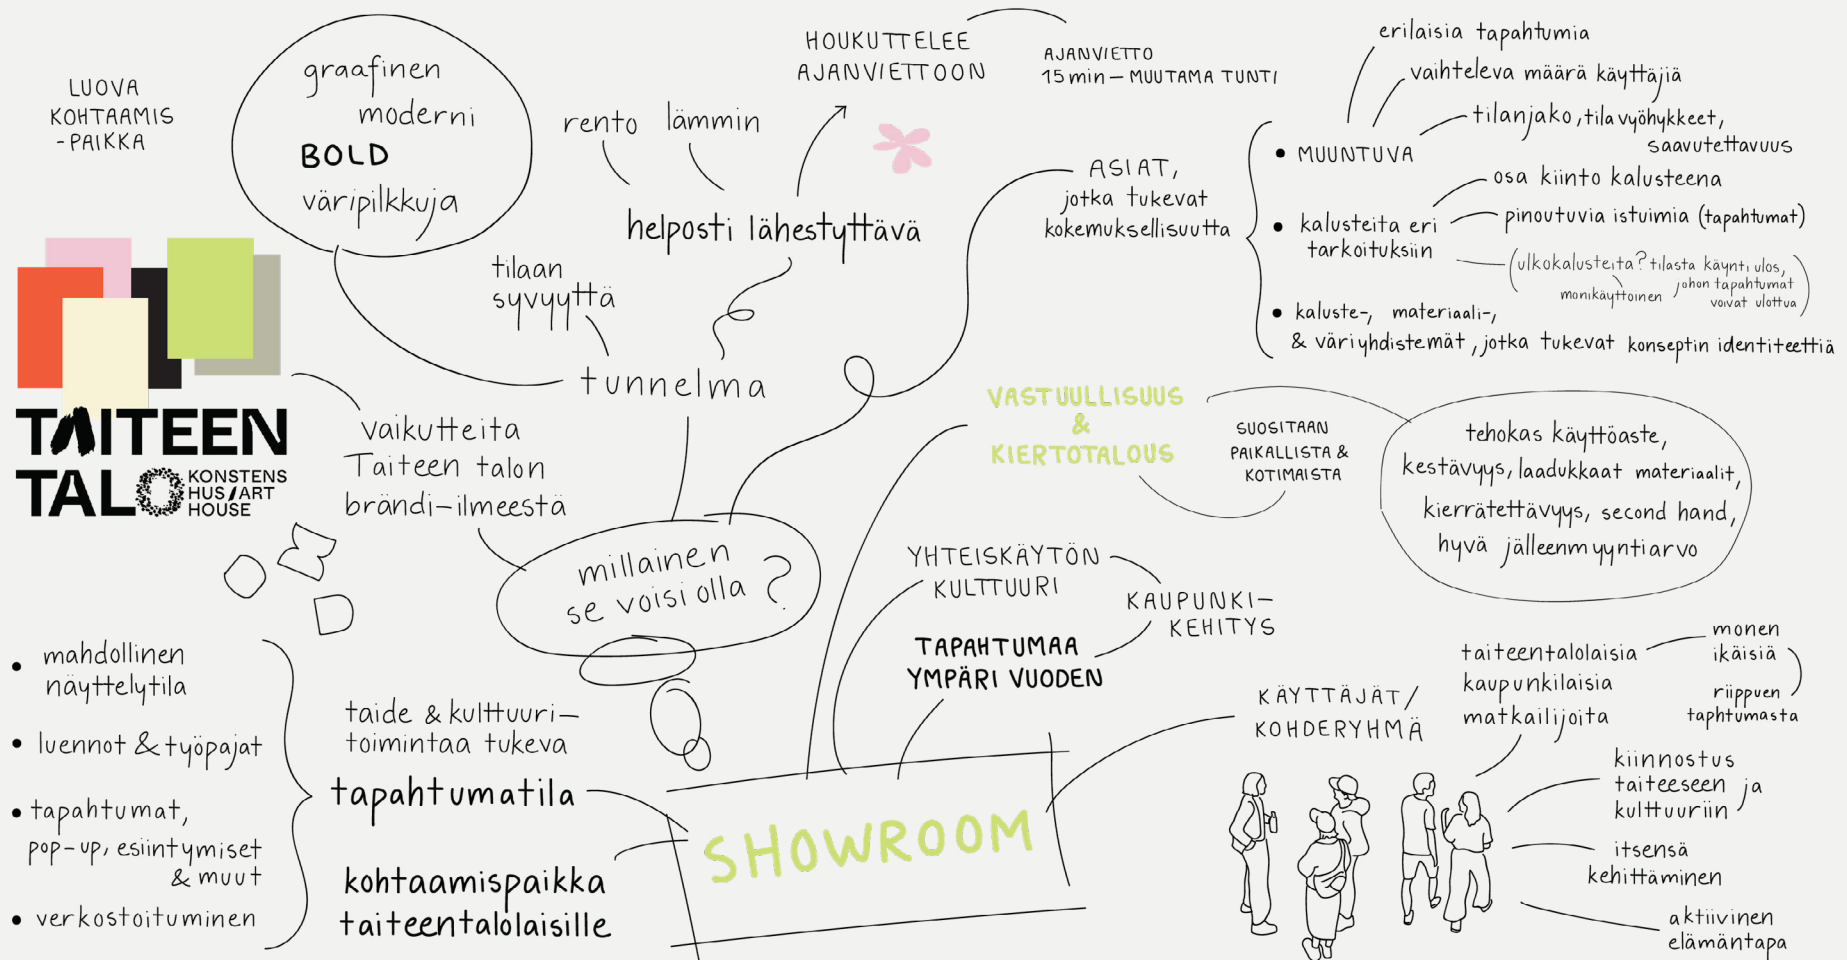 LUOVA
KOHTAAMIS
-PAIKKA
graafinen
moderni
BOLD
väripilkkuja
rento
lämmin
HOUKUTTELEE
AJANVIETTOON
AJANVIETTO
15 min – MUUTAMA TUNTI
helposti lähestyttävä
tilaan
syvyyttä
tunnelma
ASIAT,
jotka tukevat
kokemuksellisuutta
erilaisia tapahtumia
vaihteleva määrä käyttäjiä
tilanjako, tilavyöhykkeet,
saavutettavuus
• MUUNTUVA
osa kiinto kalusteena
pinoutuvia istuimia (tapahtumat)
• kalusteita eri
tarkoituksiin
(ulkokalusteita? tilasta käynti ulos,
johon tapahtumat
voivat ulottua)
monikäyttöinen
• kaluste-, materiaali-,
& väriyhdistemät, jotka tukevat konseptin identiteettiä
TAITEEN
TALO
KONSTENS
HUS/ART
HOUSE
vaikutteita
Taiteen talon
brändi-ilmeestä
millainen
se voisi olla?
VASTUULLISUUS
&
KIERTOTALOUS
SUOSITAAN
PAIKALLISTA &
KOTIMAISTA
tehokas käyttöaste,
kestävyys, laadukkaat materiaalit,
kierrätettävyys, second hand,
hyvä jälleenmyyntiarvo
YHTEISKÄYTÖN
KULTTUURI
KAUPUNKI-
KEHITYS
TAPAHTUMAA
YMPÄRI VUODEN
• mahdollinen
näyttelytila
• luennot & työpajat
• tapahtumat,
pop-up, esiintymiset
& muut
• verkostoituminen
taide & kulttuuri-
toimintaa tukeva
tapahtumatila
kohtaamispaikka
taiteentalolaisille
SHOWROOM
KÄYTTÄJÄT/
KOHDERYHMÄ
taiteentalolaisia
kaupunkilaisia
matkailijoita
monen
ikäisiä
riippuen
taphtumasta
kiinnostus
taiteeseen ja
kulttuuriin
itsensä
kehittäminen
aktiivinen
elämäntapa